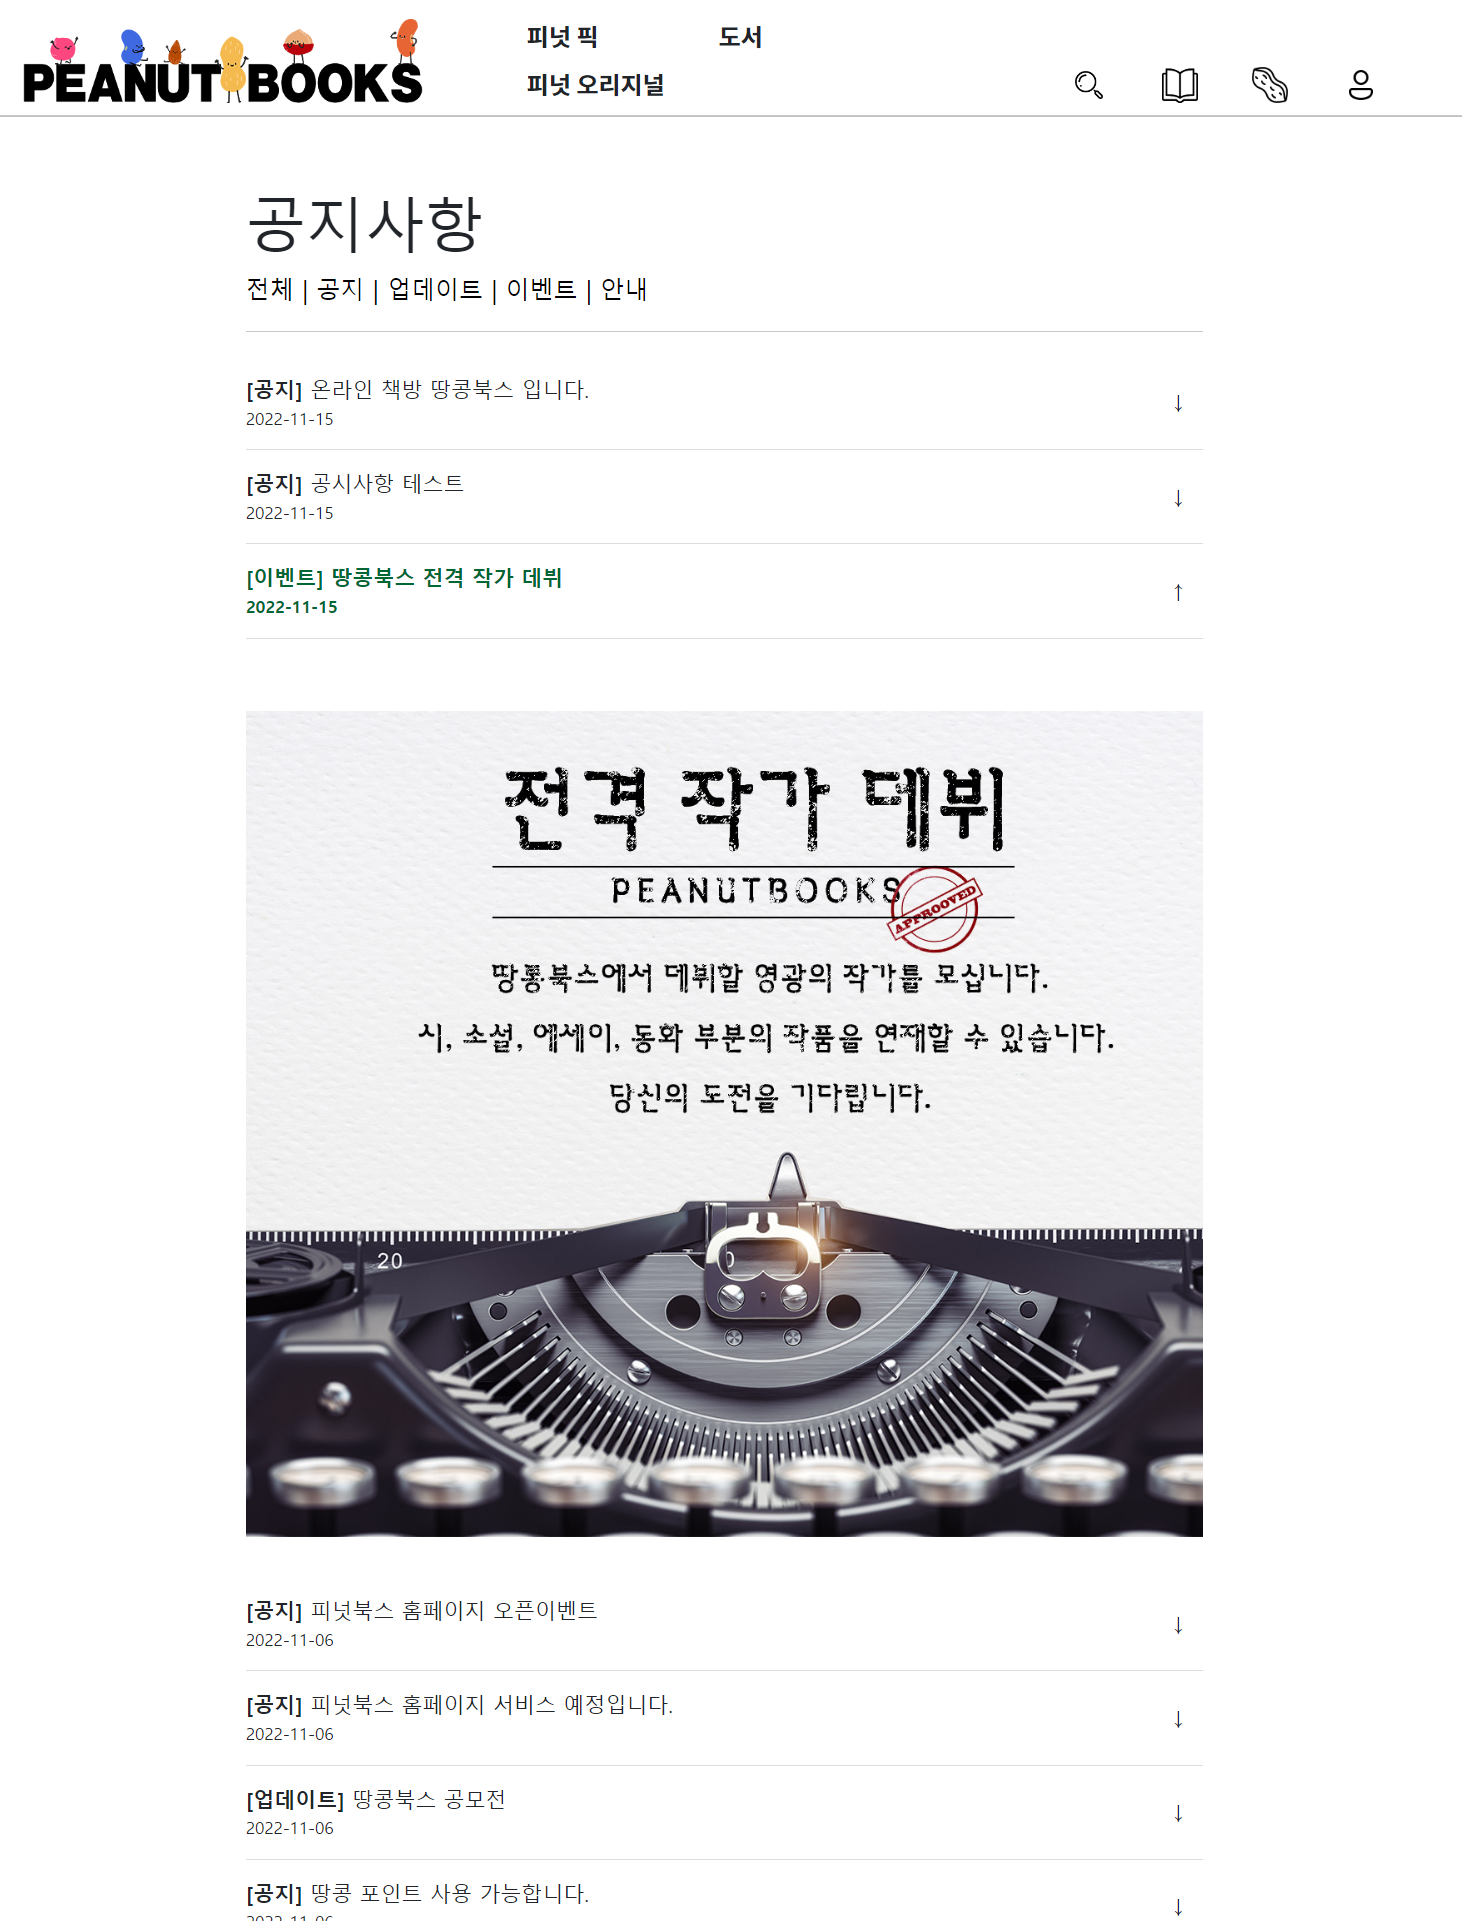 PEANUT BOOKS
피넛 픽
도서
피넛 오리지널
공지사항
전체 | 공지 | 업데이트 | 이벤트 | 안내
[공지] 온라인 책방 땅콩북스 입니다.
2022-11-15
↓
[공지] 공시사항 테스트
2022-11-15
↓
[이벤트] 땅콩북스 전격 작가 데뷔
2022-11-15
↑
전격 작가 데뷔
PEANUTBOOKS
APPROOVED
땅통북스에서 데뷔할 영광의 작가를 모십니다.
시, 소설, 에세이, 동화 부분의 작품을 연재할 수 있습니다.
당신의 도전을 기다립니다.
20
[공지] 피넛북스 홈페이지 오픈이벤트
2022-11-06
↓
[공지] 피넛북스 홈페이지 서비스 예정입니다.
2022-11-06
↓
[업데이트] 땅콩북스 공모전
2022-11-06
↓
[공지] 땅콩 포인트 사용 가능합니다.
2022-11-06
↓